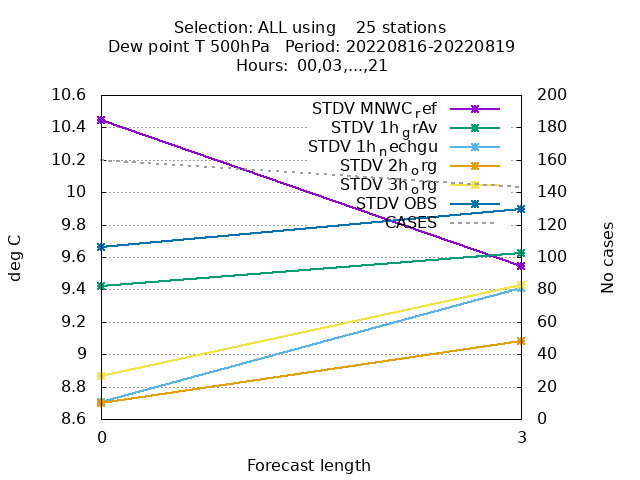 Selection: ALL using    25 stations
Dew point T 500hPa   Period: 20220816-20220819
Hours: 00,03,...,21
10.6
10.4
10.2
10
9.8
9.6
9.4
9.2
9
8.8
8.6
deg C
STDV MNWC_ref
STDV 1h_grAv
STDV 1h_nechgu
STDV 2h_org
STDV 3h_org
STDV OBS
CASES
200
180
160
140
120
100
80
60
40
20
0
No cases
0 3
Forecast length